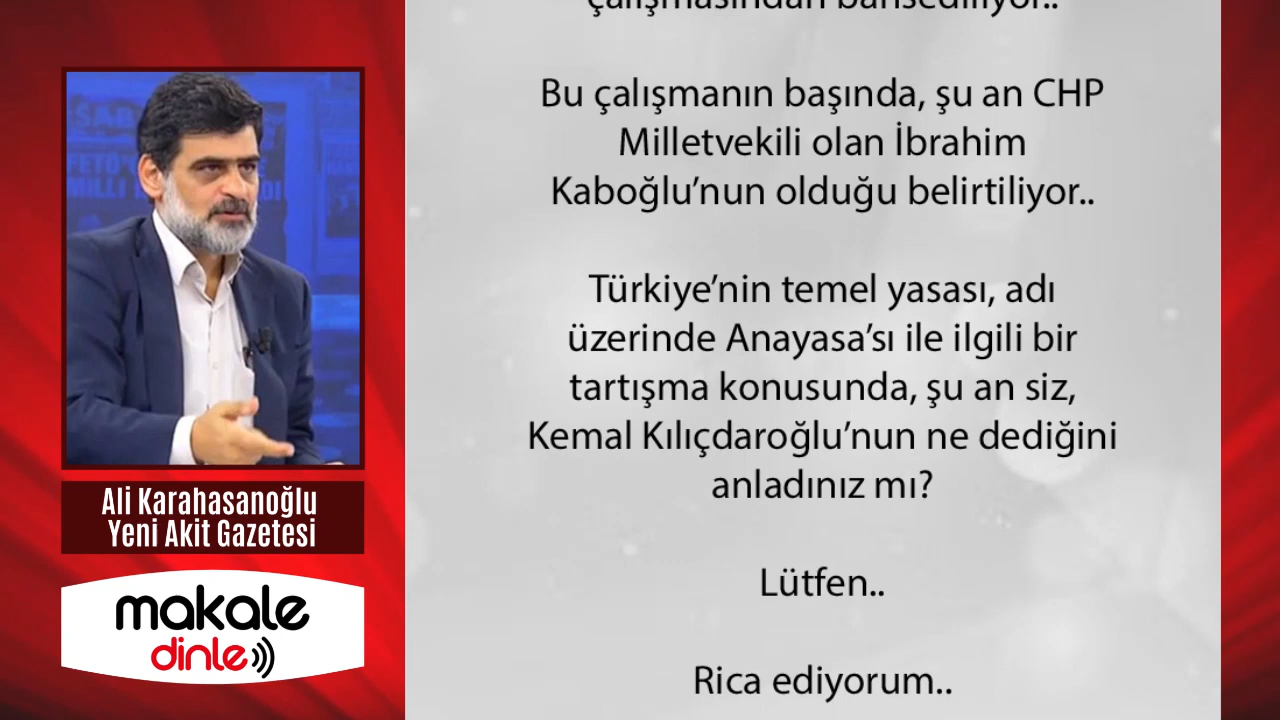 çalışmasından bahsediliyor..
Bu çalışmanın başında, şu an CHP
Milletvekili olan İbrahim
Kaboğlu’nun olduğu belirtiliyor..
Türkiye’nin temel yasası, adı
üzerinde Anayasa’sı ile ilgili bir
tartışma konusunda, şu an siz,
Kemal Kılıçdaroğlu’nun ne dediğini
anladınız mı?
Lütfen..
Rica ediyorum..
Ali Karahasanoğlu
Yeni Akit Gazetesi
makale
dinle